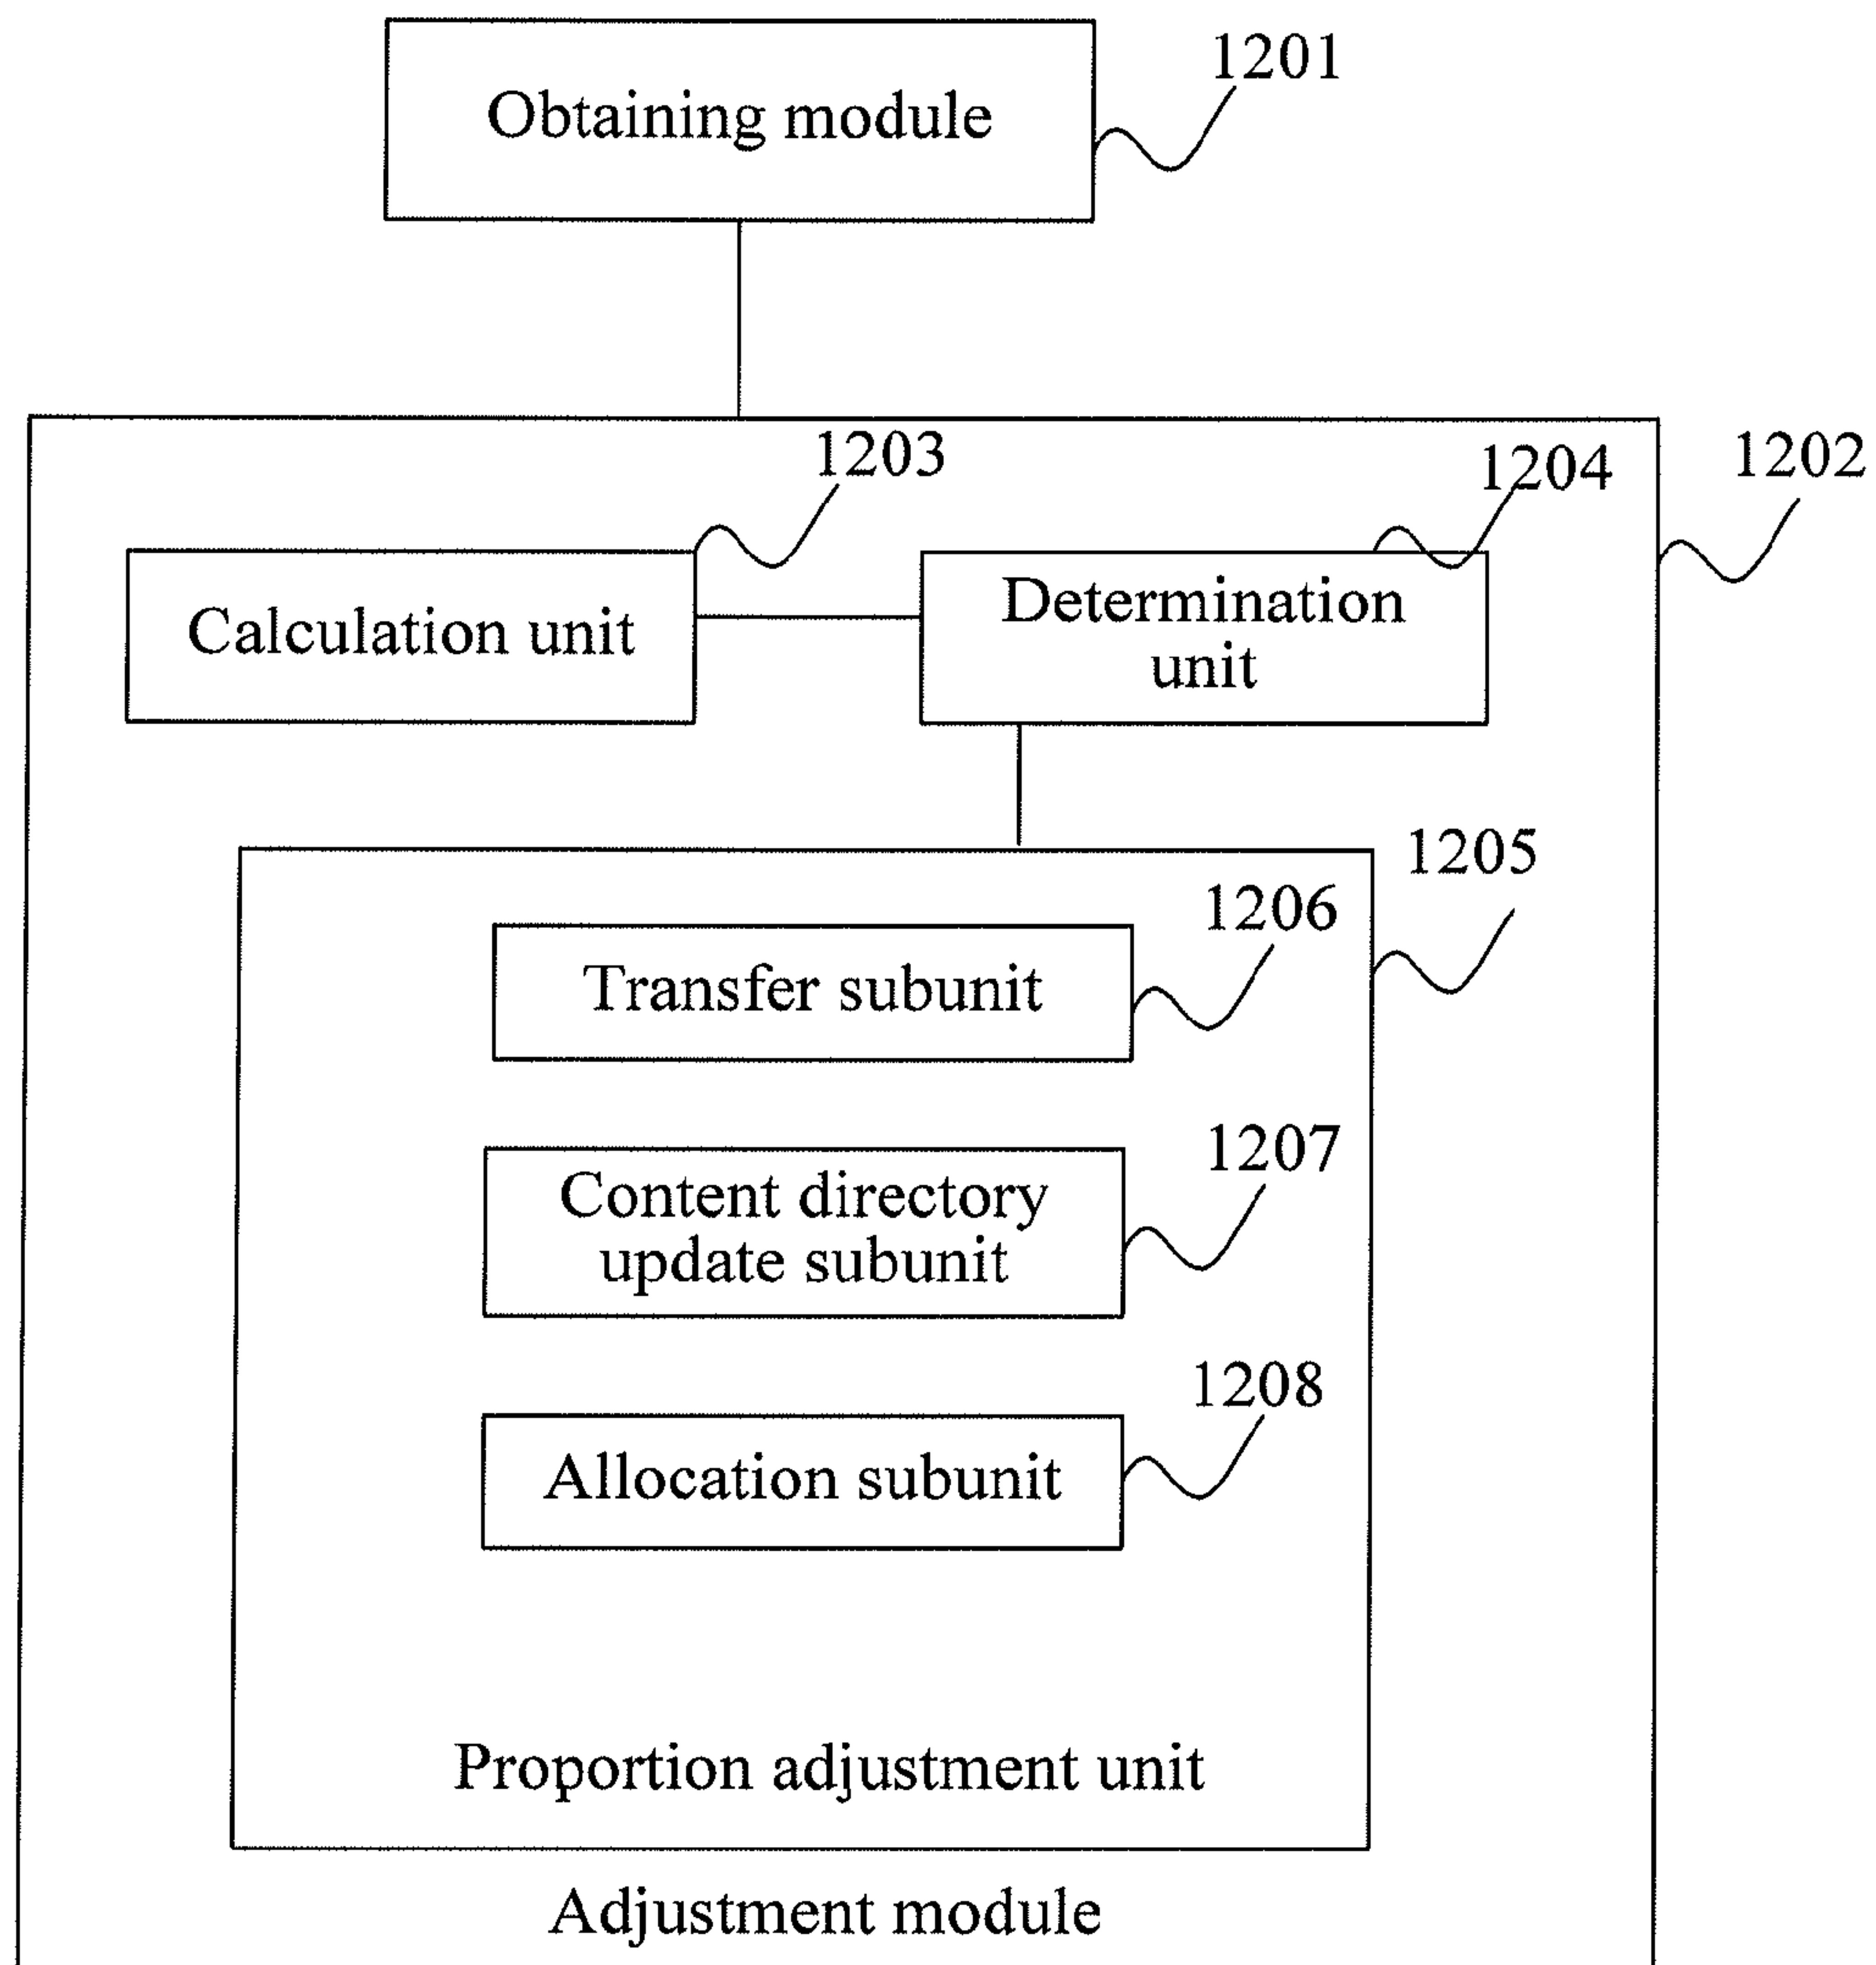 1201
Obtaining module
1203
1204
1202
Calculation unit
Determination
unit
1205
1206
Transfer subunit
1207
Content directory
update subunit
1208
Allocation subunit
Proportion adjustment unit
Adjustment module